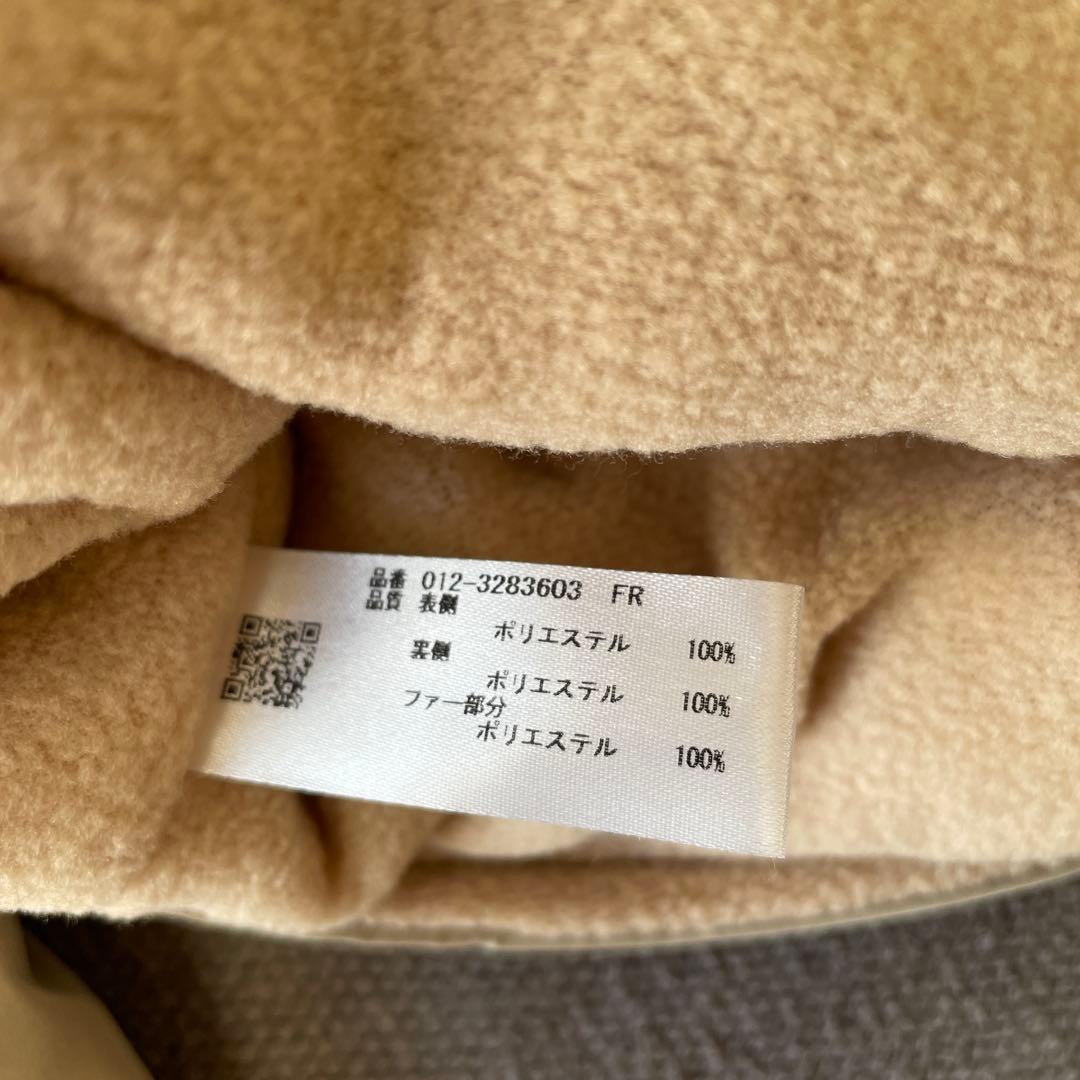 品番 012-3283603 FR
品質 表側
ポリエステル 100%
裏側
ポリエステル 100%
ファー部分
ポリエステル 100%